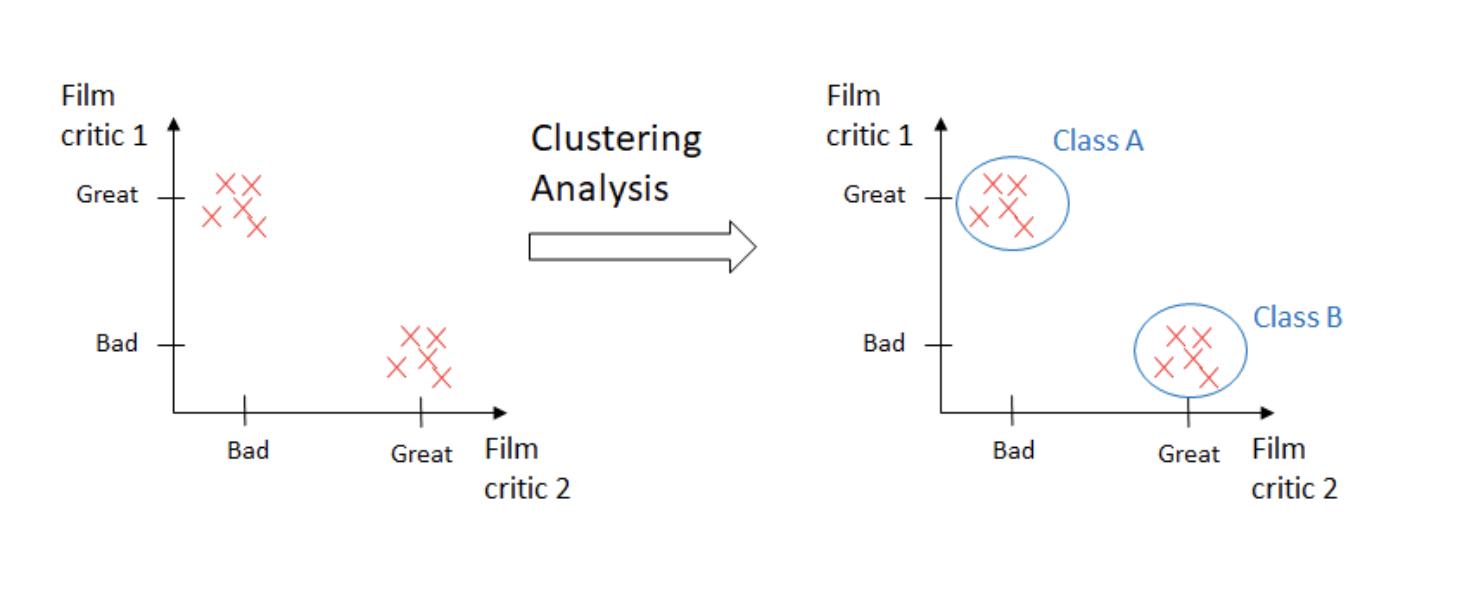 Film
critic 1
Great
Bad
Bad
Great
Film
critic 2
Clustering
Analysis
Film
critic 1
Class A
Great
Class B
Bad
Bad
Great
Film
critic 2